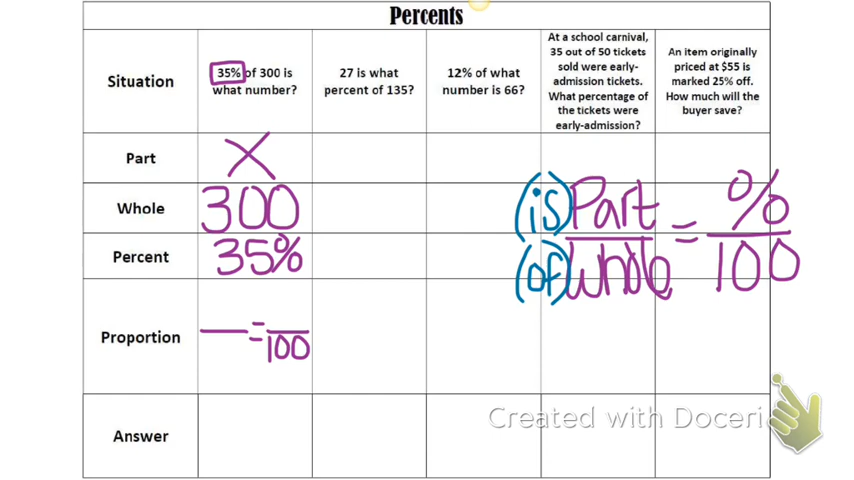 Percents
Situation
35% of 300 is
what number?
27 is what
percent of 135?
12% of what
number is 66?
At a school carnival,
35 out of 50 tickets
sold were early-
admission tickets.
What percentage of
the tickets were
early-admission?
An item originally
priced at $55 is
marked 25% off.
How much will the
buyer save?
Part
X
Whole
300
Percent
35%
(is) Part = %
(of) whole 100
Proportion
= 100
Answer
Created with Doceri